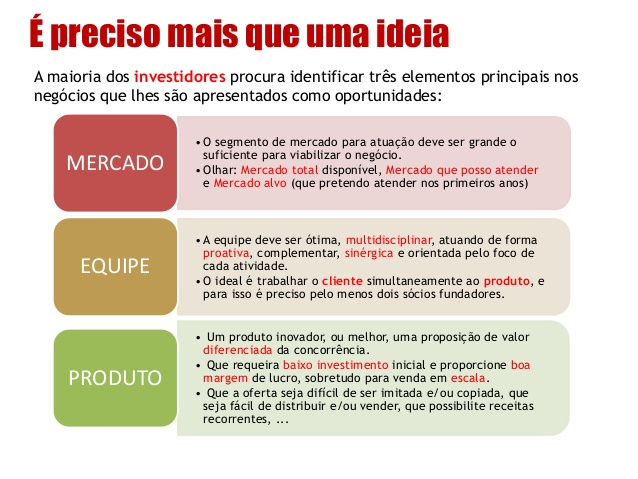 É preciso mais que uma ideia
A maioria dos investidores procura identificar três elementos principais nos
negócios que lhes são apresentados como oportunidades:
MERCADO
• O segmento de mercado para atuação deve ser grande o
suficiente para viabilizar o negócio.
• Olhar: Mercado total disponível, Mercado que posso atender
e Mercado alvo (que pretendo atender nos primeiros anos)
EQUIPE
• A equipe deve ser ótima, multidisciplinar, atuando de forma
proativa, complementar, sinérgica e orientada pelo foco de
cada atividade.
• O ideal é trabalhar o cliente simultaneamente ao produto, e
para isso é preciso pelo menos dois sócios fundadores.
PRODUTO
• Um produto inovador, ou melhor, uma proposição de valor
diferenciada da concorrência.
• Que requeira baixo investimento inicial e proporcione boa
margem de lucro, sobretudo para venda em escala.
• Que a oferta seja difícil de ser imitada e/ou copiada, que
seja fácil de distribuir e/ou vender, que possibilite receitas
recorrentes, ...